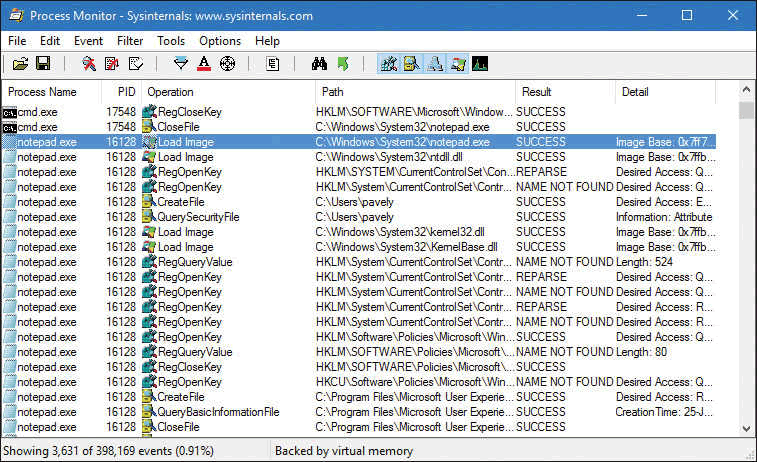 Process Monitor - Sysinternals: www.sysinternals.com
File Edit Event Filter Tools Options Help
Process Name PID Operation Path Result Detail
cmd.exe 17548 RegCloseKey HKLM\SOFTWARE\Microsoft\Window... SUCCESS
cmd.exe 17548 CloseFile C:\Windows\System32\notepad.exe SUCCESS
notepad.exe 16128 Load Image C:\Windows\System32\notepad.exe SUCCESS Image Base: 0x7ff7...
notepad.exe 16128 Load Image C:\Windows\System32\ntdll.dll SUCCESS Image Base: 0x7ffb...
notepad.exe 16128 RegOpenKey HKLM\SYSTEM\CurrentControlSet\Contr... REPARSE Desired Access: Q...
notepad.exe 16128 RegOpenKey HKLM\System\CurrentControlSet\Contr... NAME NOT FOUND Desired Access: Q...
notepad.exe 16128 CreateFile C:\Users\pavely SUCCESS Desired Access: E...
notepad.exe 16128 QuerySecurityFile C:\Users\pavely SUCCESS Information: Attribute
notepad.exe 16128 Load Image C:\Windows\System32\kernel32.dll SUCCESS Image Base: 0x7ffb...
notepad.exe 16128 Load Image C:\Windows\System32\KernelBase.dll SUCCESS Image Base: 0x7ffb...
notepad.exe 16128 RegQueryValue HKLM\System\CurrentControlSet\Contr... NAME NOT FOUND Length: 524
notepad.exe 16128 RegOpenKey HKLM\SYSTEM\CurrentControlSet\Contr... REPARSE Desired Access: Q...
notepad.exe 16128 RegOpenKey HKLM\System\CurrentControlSet\Contr... NAME NOT FOUND Desired Access: Q...
notepad.exe 16128 RegOpenKey HKLM\SYSTEM\CurrentControlSet\Contr... REPARSE Desired Access: R...
notepad.exe 16128 RegOpenKey HKLM\System\CurrentControlSet\Contr... NAME NOT FOUND Desired Access: R...
notepad.exe 16128 RegOpenKey HKLM\Software\Policies\Microsoft\Win... SUCCESS Desired Access: Q...
notepad.exe 16128 RegQueryValue HKLM\SOFTWARE\Policies\Microsoft\... NAME NOT FOUND Length: 80
notepad.exe 16128 RegCloseKey HKLM\SOFTWARE\Policies\Microsoft\... SUCCESS
notepad.exe 16128 RegOpenKey HKCU\Software\Policies\Microsoft\Win... NAME NOT FOUND Desired Access: Q...
notepad.exe 16128 CreateFile C:\Program Files\Microsoft User Experie... SUCCESS Desired Access: R...
notepad.exe 16128 QueryBasicInformationFile C:\Program Files\Microsoft User Experie... SUCCESS CreationTime: 25-J...
notepad.exe 16128 CloseFile C:\Program Files\Microsoft User Experie... SUCCESS
Showing 3,631 of 398,169 events (0.91%) Backed by virtual memory